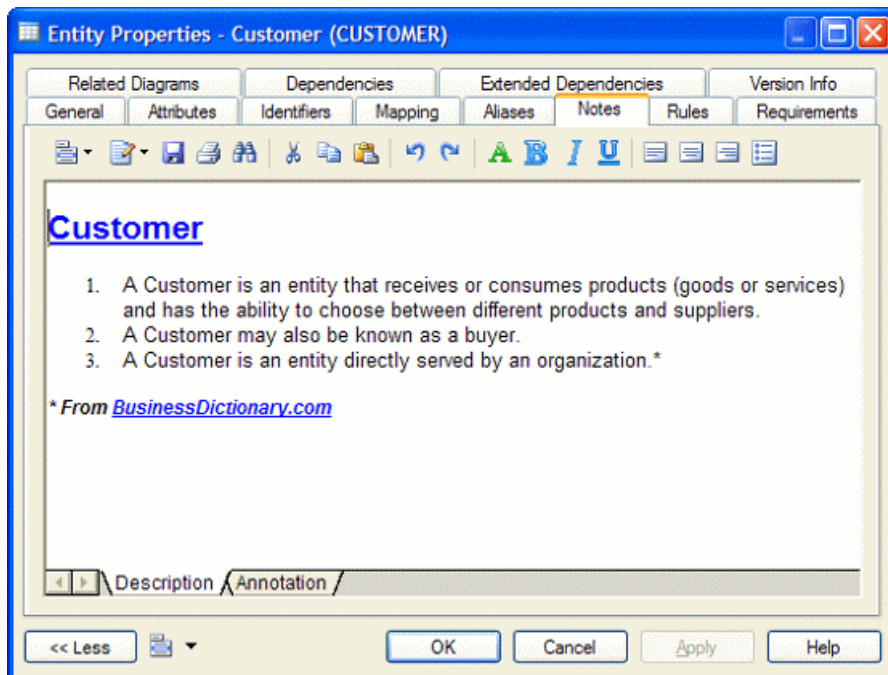 Entity Properties - Customer (CUSTOMER)
Related Diagrams Dependencies Extended Dependencies Version Info
General Attributes Identifiers Mapping Aliases Notes Rules Requirements
A B I U
Customer
1. A Customer is an entity that receives or consumes products (goods or services)
and has the ability to choose between different products and suppliers.
2. A Customer may also be known as a buyer.
3. A Customer is an entity directly served by an organization.*
* From BusinessDictionary.com
Description Annotation
<< Less OK Cancel Apply Help